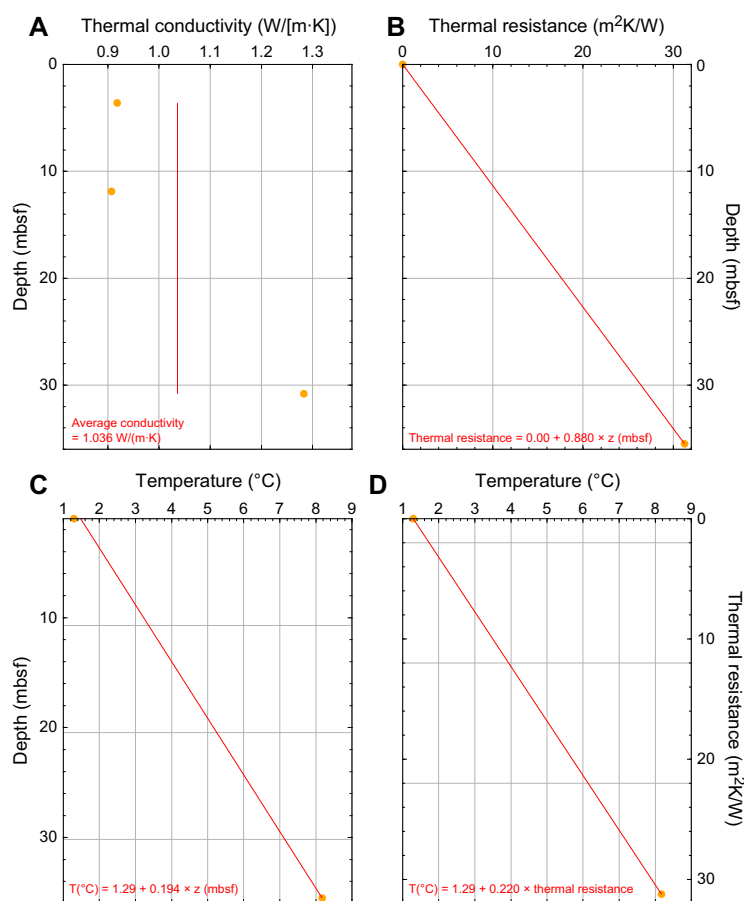 A
Thermal conductivity (W/[m·K])
0.9 1.0 1.1 1.2 1.3
0
10
20
30
Depth (mbsf)
Average conductivity
= 1.036 W/(m·K)
B
Thermal resistance (m²K/W)
0 10 20 30
0
10
20
30
Depth (mbsf)
Thermal resistance = 0.00 + 0.880 × z (mbsf)
C
Temperature (°C)
1 2 3 4 5 6 7 8 9
10
20
30
Depth (mbsf)
T(°C) = 1.29 + 0.194 × z (mbsf)
D
Temperature (°C)
1 2 3 4 5 6 7 8 9
0
10
20
30
Thermal resistance
(m²K/W)
T(°C) = 1.29 + 0.220 × thermal resistance